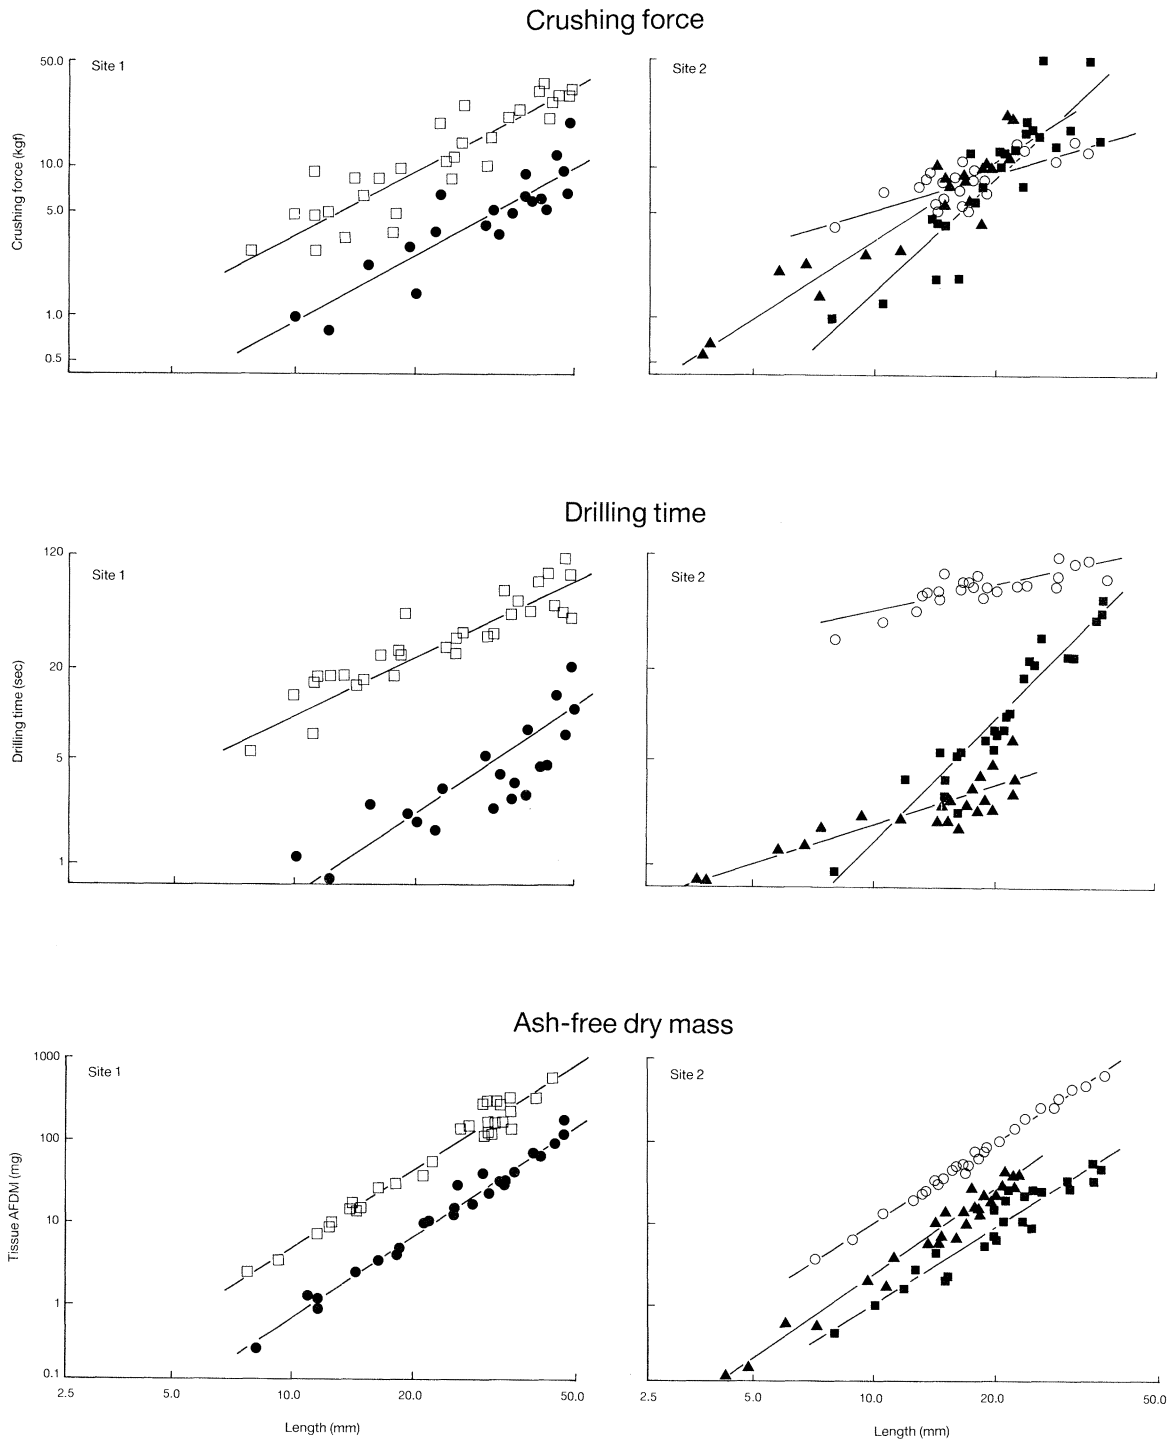 Crushing force
Site 1
Site 2
Crushing force (kgf)
50.0
10.0
5.0
1.0
0.5
Drilling time
Site 1
Site 2
Drilling time (sec)
120
20
5
1
Ash-free dry mass
Site 1
Site 2
Tissue AFDM (mg)
1000
100
10
1
0.1
2.5 5.0 10.0 20.0 50.0
2.5 5.0 10.0 20.0 50.0
Length (mm)
Length (mm)